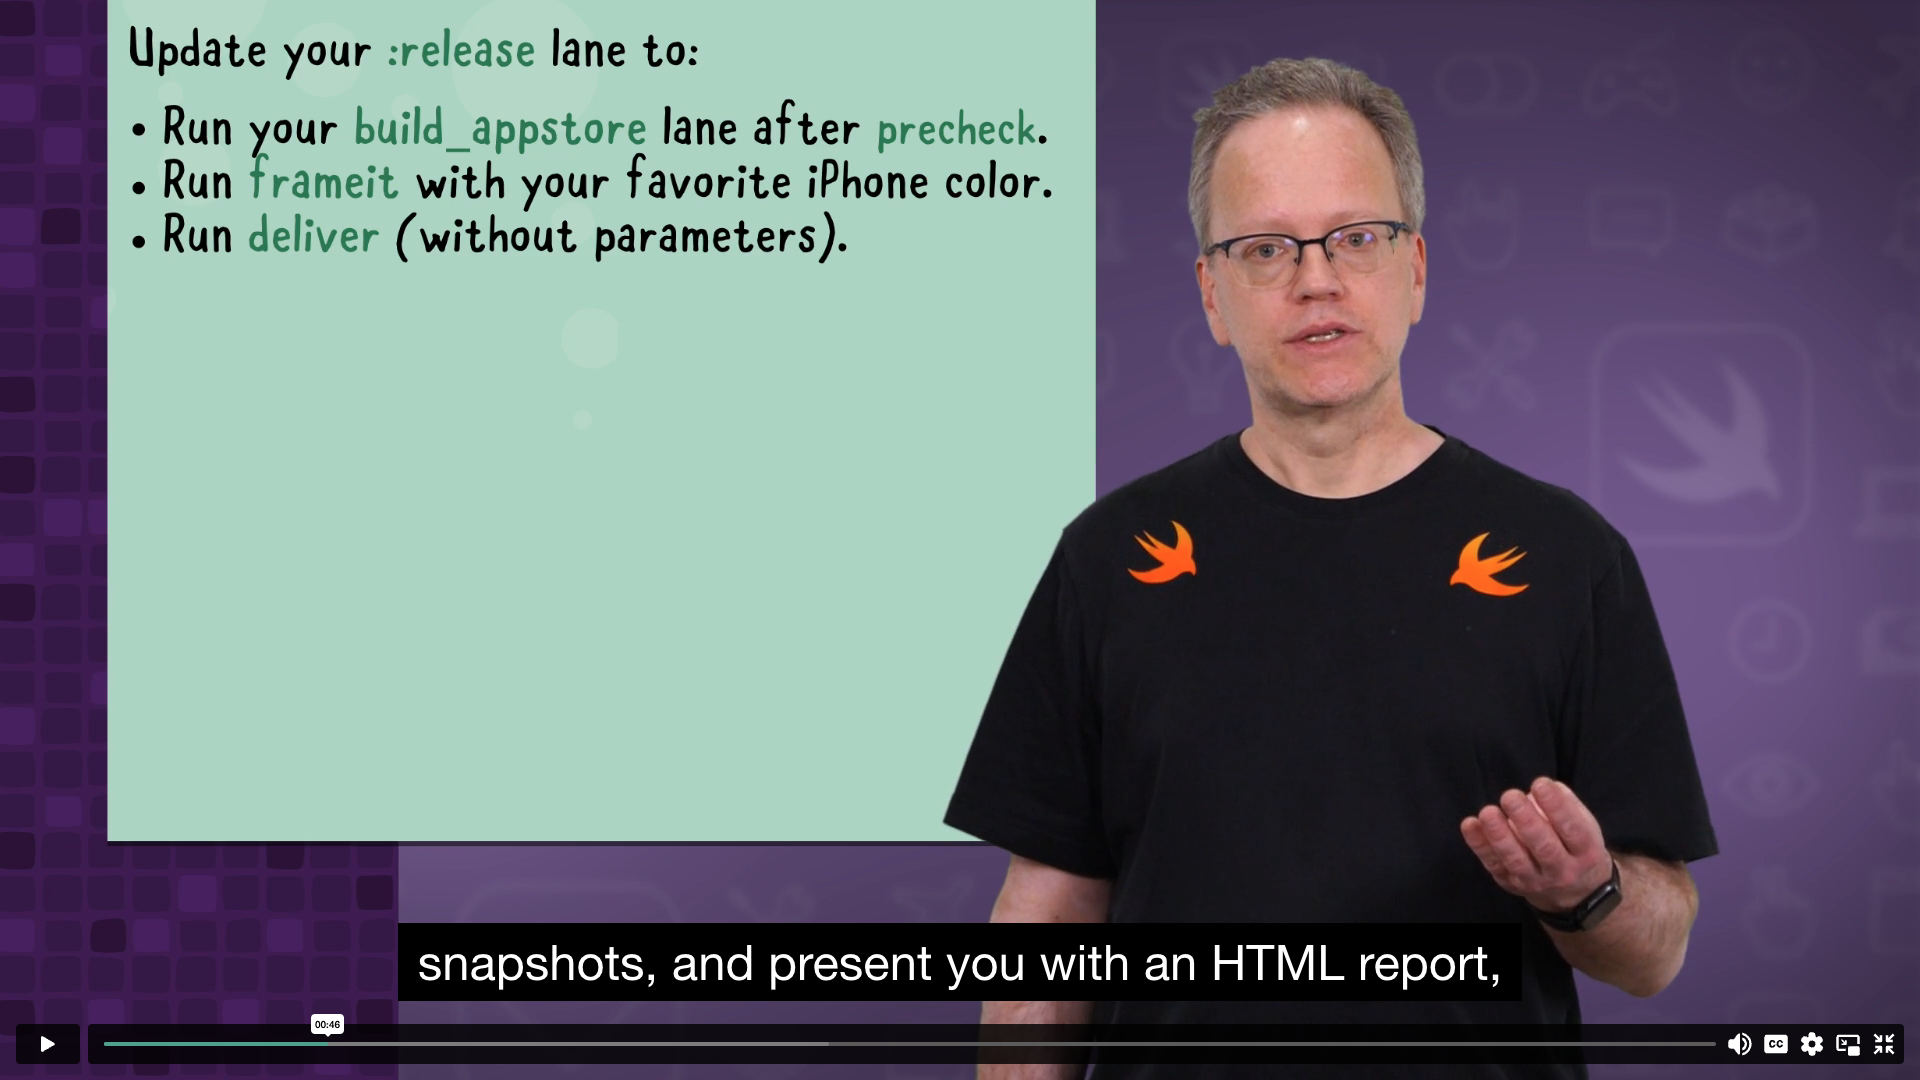 Update your :release lane to:
• Run your build_appstore lane after precheck.
• Run frameit with your favorite iPhone color.
• Run deliver (without parameters).
snapshots, and present you with an HTML report,
00:46
CC